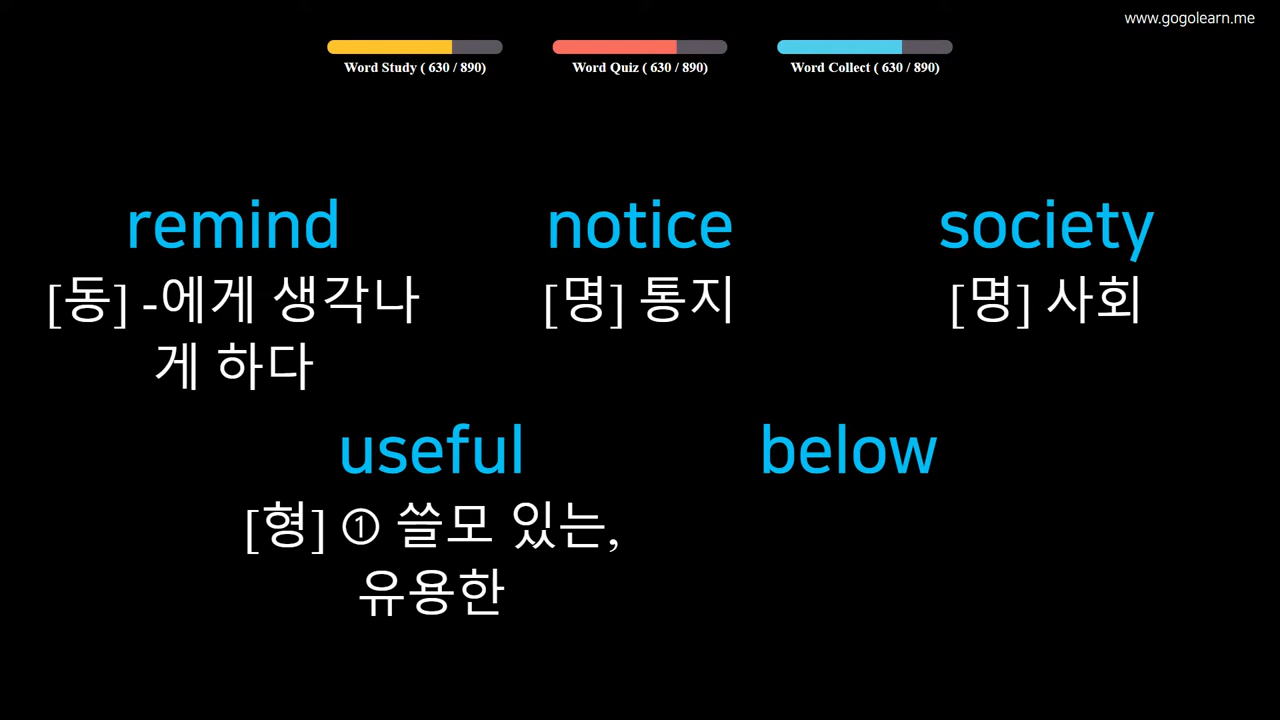 www.gogolearn.me
Word Study ( 630 / 890)
Word Quiz ( 630 / 890)
Word Collect ( 630 / 890)
remind
[동] -에게 생각나
게 하다
notice
[명] 통지
society
[명] 사회
useful
[형] ① 쓸모 있는,
유용한
below